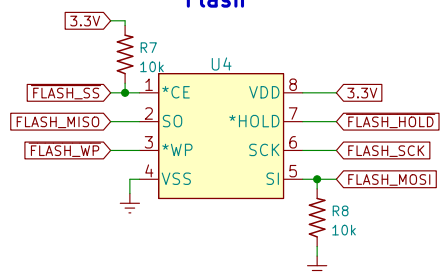 Flash
3.3V
R7
10k
U4
FLASH_SS 1 *CE VDD 8 3.3V
FLASH_MISO 2 SO *HOLD 7 FLASH_HOLD
FLASH_WP 3 *WP SCK 6 FLASH_SCK
4 VSS SI 5 FLASH_MOSI
R8
10k